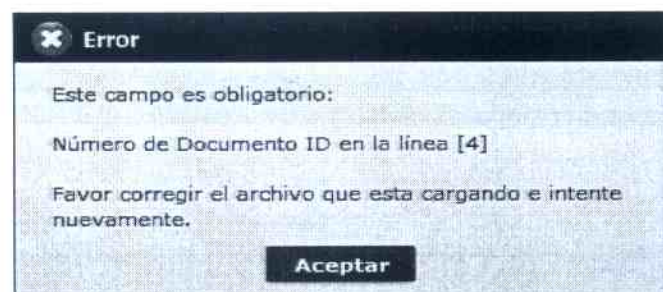 Error
Este campo es obligatorio:
Número de Documento ID en la línea [4]
Favor corregir el archivo que esta cargando e intente
nuevamente.
Aceptar